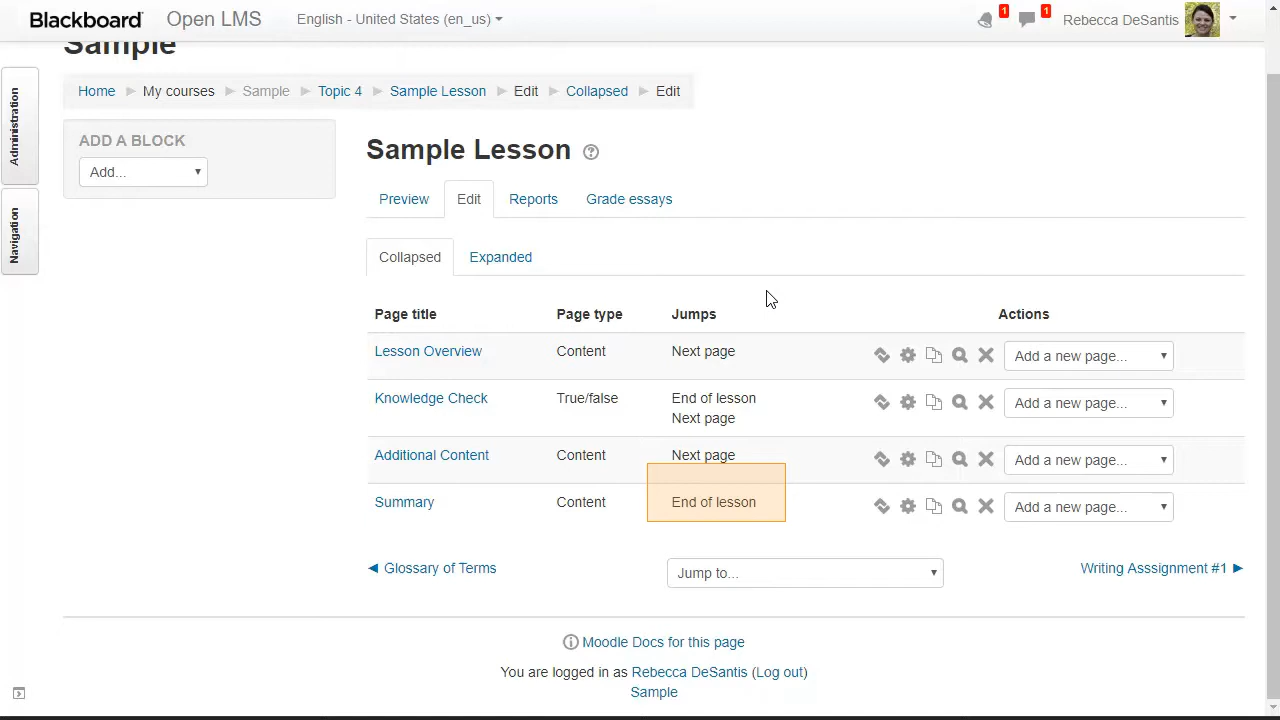 Blackboard Open LMS English - United States (en_us) 1 1 Rebecca DeSantis
Sample
Home My courses Sample Topic 4 Sample Lesson Edit Collapsed Edit
Administration
Navigation
ADD A BLOCK
Add...
Sample Lesson
Preview Edit Reports Grade essays
Collapsed Expanded
Page title Page type Jumps Actions
Lesson Overview Content Next page Add a new page...
Knowledge Check True/false End of lesson Add a new page...
Next page
Additional Content Content Next page Add a new page...
Summary Content End of lesson Add a new page...
◄ Glossary of Terms Jump to... Writing Asssignment #1 ►
Moodle Docs for this page
You are logged in as Rebecca DeSantis (Log out)
Sample